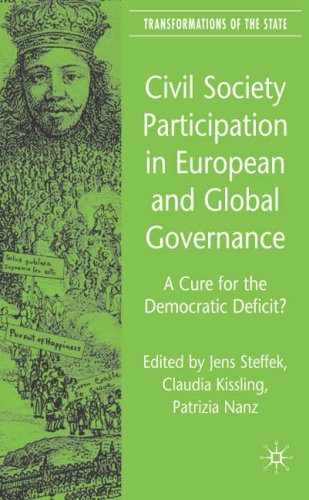 TRANSFORMATIONS OF THE STATE
Civil Society
Participation
in European
and Global
Governance
A Cure for the
Democratic Deficit?
Edited by Jens Steffek,
Claudia Kissling,
Patrizia Nanz
Salus publica
suprema lex esto
Pursuit of Happiness